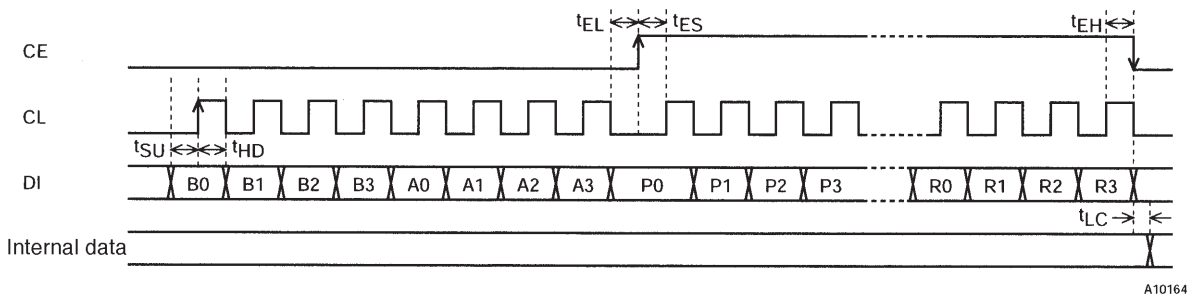 tEL tES tEH
CE
CL
tSU tHD
DI B0 B1 B2 B3 A0 A1 A2 A3 P0 P1 P2 P3 R0 R1 R2 R3
tLC
Internal data
A10164